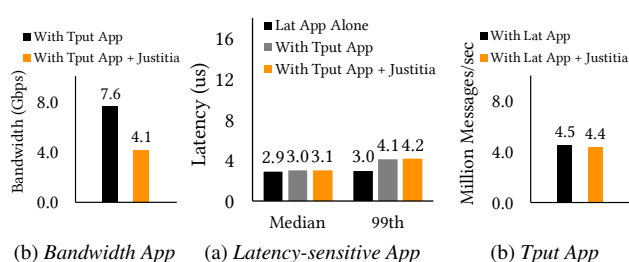 With Tput App
With Tput App + Justitia
Bandwidth (Gbps)
8.0
4.0
0.0
7.6
4.1
(b) Bandwidth App
Lat App Alone
With Tput App
With Tput App + Justitia
Latency (us)
16
12
8
4
0
2.9
3.0
3.1
3.0
4.1
4.2
Median
99th
(a) Latency-sensitive App
With Lat App
With Lat App + Justitia
Million Messages/sec
8.0
4.0
0.0
4.5
4.4
(b) Tput App